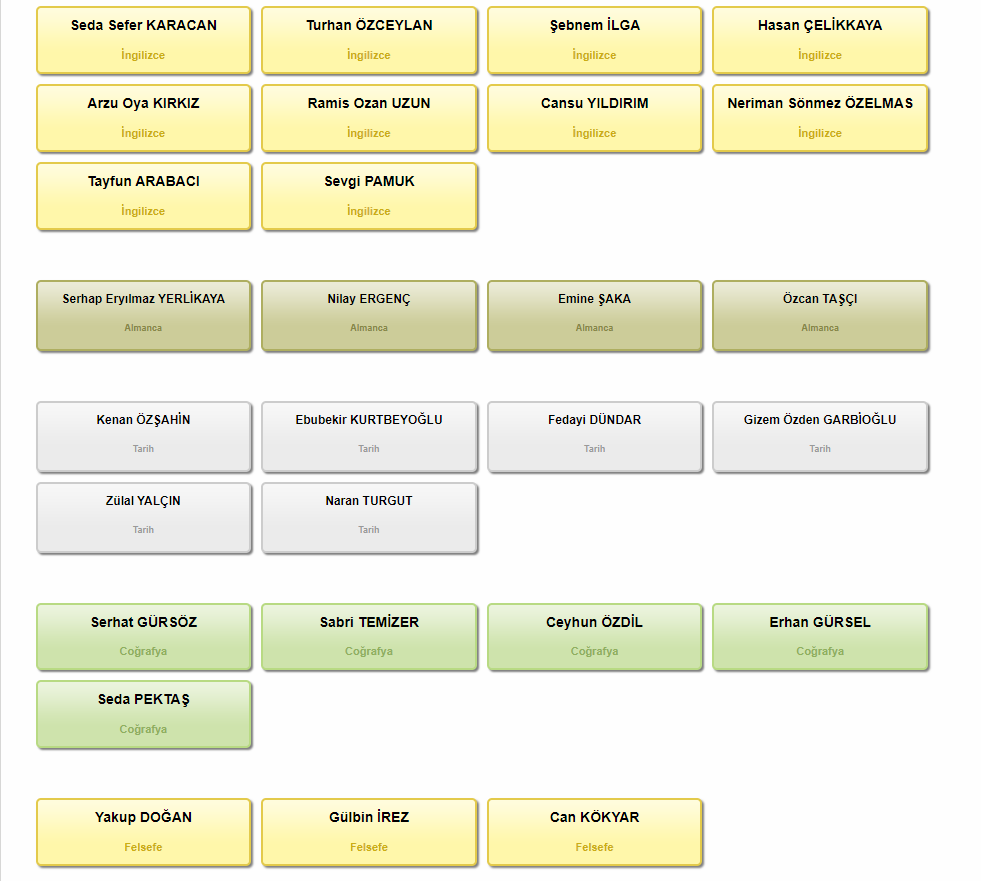 Seda Sefer KARACAN
İngilizce
Turhan ÖZCEYLAN
İngilizce
Şebnem İLGA
İngilizce
Hasan ÇELİKKAYA
İngilizce
Arzu Oya KIRKIZ
İngilizce
Ramis Ozan UZUN
İngilizce
Cansu YILDIRIM
İngilizce
Neriman Sönmez ÖZELMAS
İngilizce
Tayfun ARABACI
İngilizce
Sevgi PAMUK
İngilizce
Serhap Eryılmaz YERLİKAYA
Almanca
Nilay ERGENÇ
Almanca
Emine ŞAKA
Almanca
Özcan TAŞÇI
Almanca
Kenan ÖZŞAHİN
Tarih
Ebubekir KURTBEYOĞLU
Tarih
Fedayi DÜNDAR
Tarih
Gizem Özden GARBİOĞLU
Tarih
Zülal YALÇIN
Tarih
Naran TURGUT
Tarih
Serhat GÜRSÖZ
Coğrafya
Sabri TEMİZER
Coğrafya
Ceyhun ÖZDİL
Coğrafya
Erhan GÜRSEL
Coğrafya
Seda PEKTAŞ
Coğrafya
Yakup DOĞAN
Felsefe
Gülbin İREZ
Felsefe
Can KÖKYAR
Felsefe